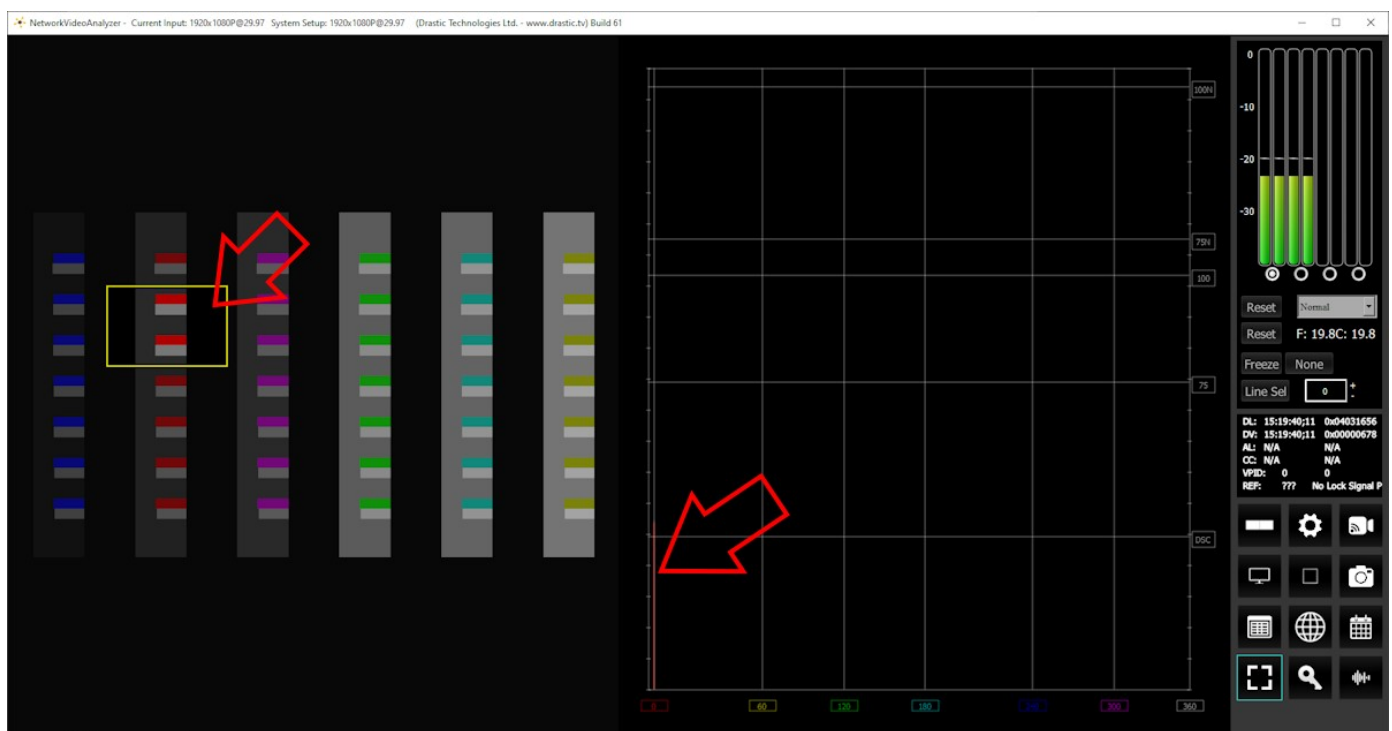 NetworkVideoAnalyzer - Current Input: 1920x1080P@29.97 System Setup: 1920x1080P@29.97 (Drastic Technologies Ltd. - www.drastic.tv) Build 61
100N
75N
100
75
DSC
0 60 120 180 240 300 360
0
-10
-20
-30
Reset Normal
Reset F: 19.8C: 19.8
Freeze None
Line Sel 0 + -
DL: 15:19:40;11 0x04031656
DV: 15:19:40;11 0x00000678
AL: N/A N/A
CC: N/A N/A
VPID: 0 0
REF: ??? No Lock Signal P